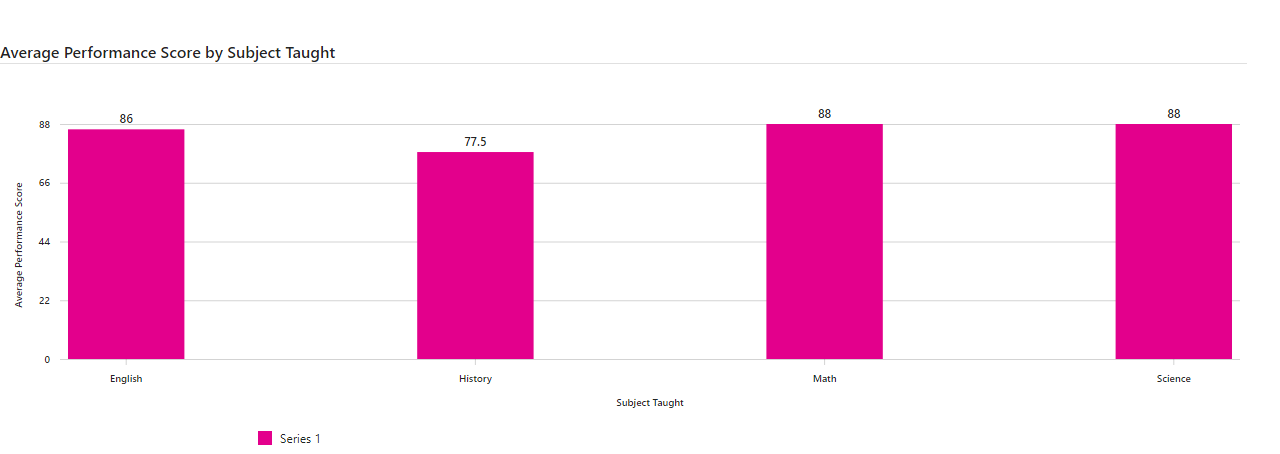 Average Performance Score by Subject Taught
86
77.5
88
88
88
66
44
22
0
Average Performance Score
English
History
Math
Science
Subject Taught
Series 1